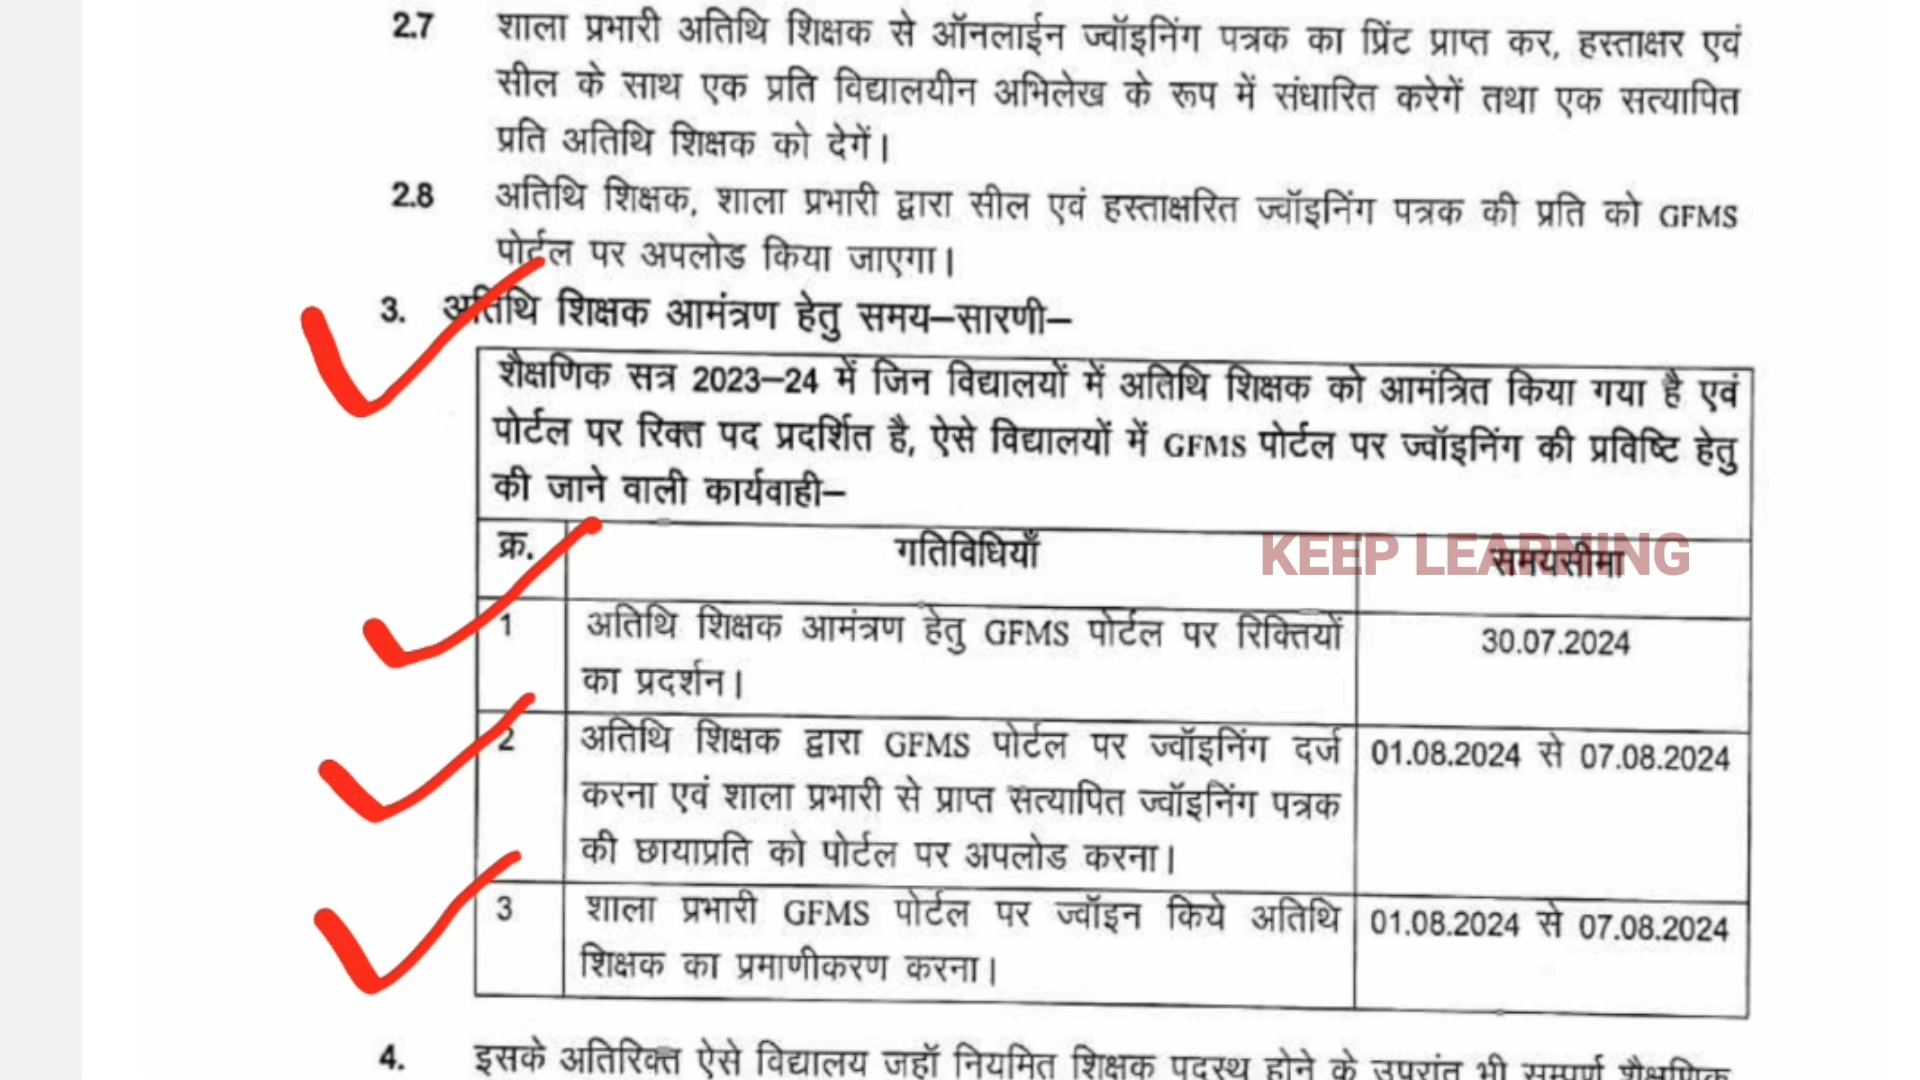 2.7 शाला प्रभारी अतिथि शिक्षक से ऑनलाईन ज्वॉइनिंग पत्रक का प्रिंट प्राप्त कर, हस्ताक्षर एवं
सील के साथ एक प्रति विद्यालयीन अभिलेख के रूप में संधारित करेगें तथा एक सत्यापित
प्रति अतिथि शिक्षक को देगें।
2.8 अतिथि शिक्षक, शाला प्रभारी द्वारा सील एवं हस्ताक्षरित ज्वॉइनिंग पत्रक की प्रति को GFMS
पोर्टल पर अपलोड किया जाएगा।
3. अतिथि शिक्षक आमंत्रण हेतु समय–सारणी–
शैक्षणिक सत्र 2023–24 में जिन विद्यालयों में अतिथि शिक्षक को आमंत्रित किया गया है एवं
पोर्टल पर रिक्त पद प्रदर्शित है, ऐसे विद्यालयों में GFMS पोर्टल पर ज्वॉइनिंग की प्रविष्टि हेतु
की जाने वाली कार्यवाही–
क्र. गतिविधियाँ समयसीमा
KEEP LEARNING
1 अतिथि शिक्षक आमंत्रण हेतु GFMS पोर्टल पर रिक्तियों 30.07.2024
का प्रदर्शन।
2 अतिथि शिक्षक द्वारा GFMS पोर्टल पर ज्वॉइनिंग दर्ज 01.08.2024 से 07.08.2024
करना एवं शाला प्रभारी से प्राप्त सत्यापित ज्वॉइनिंग पत्रक
की छायाप्रति को पोर्टल पर अपलोड करना।
3 शाला प्रभारी GFMS पोर्टल पर ज्वॉइन किये अतिथि 01.08.2024 से 07.08.2024
शिक्षक का प्रमाणीकरण करना।
4. इसके अतिरिक्त ऐसे विद्यालय जहॉ नियमित शिक्षक पदस्थ होने के उपरांत भी सम्पूर्ण शैक्षणिक